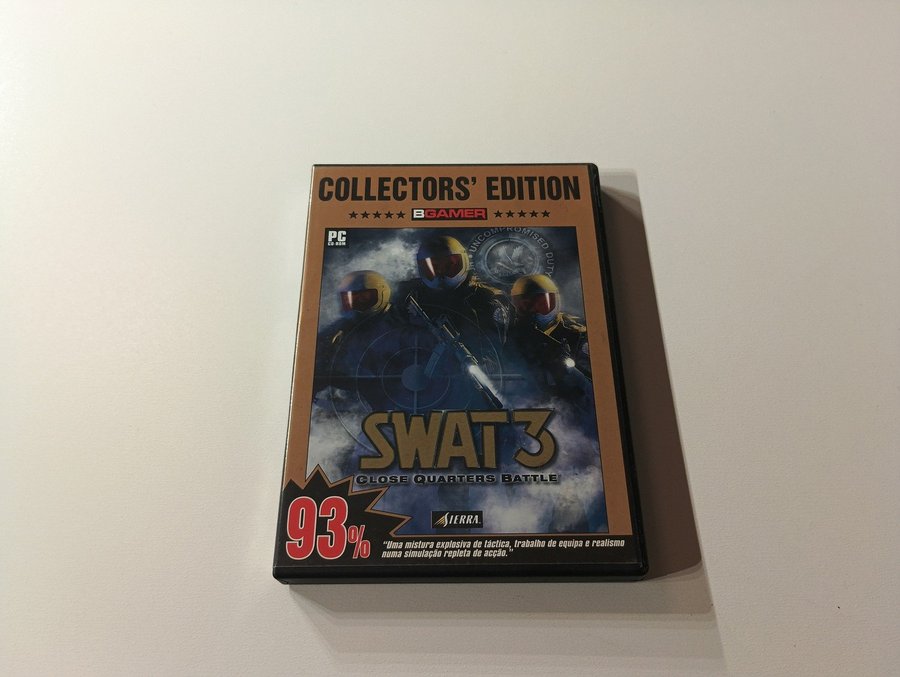 COLLECTORS' EDITION
★★★★★ BGAMER ★★★★★
PC
CD-ROM
UNCOMPROMISED DUTY
SWAT 3
CLOSE QUARTERS BATTLE
SIERRA
93%
"Uma mistura explosiva de táctica, trabalho de equipa e realismo
numa simulação repleta de acção."